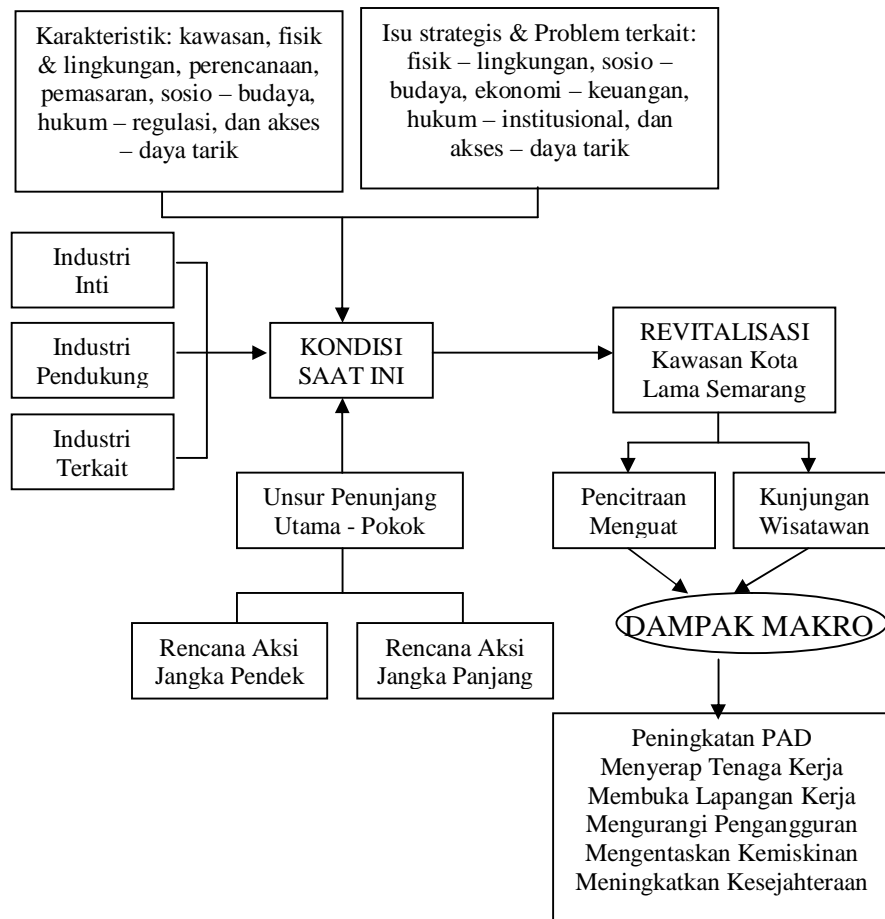 Karakteristik: kawasan, fisik
& lingkungan, perencanaan,
pemasaran, sosio – budaya,
hukum – regulasi, dan akses
– daya tarik
Isu strategis & Problem terkait:
fisik – lingkungan, sosio –
budaya, ekonomi – keuangan,
hukum – institusional, dan
akses – daya tarik
Industri
Inti
Industri
Pendukung
Industri
Terkait
KONDISI
SAAT INI
REVITALISASI
Kawasan Kota
Lama Semarang
Unsur Penunjang
Utama - Pokok
Pencitraan
Menguat
Kunjungan
Wisatawan
Rencana Aksi
Jangka Pendek
Rencana Aksi
Jangka Panjang
DAMPAK MAKRO
Peningkatan PAD
Menyerap Tenaga Kerja
Membuka Lapangan Kerja
Mengurangi Pengangguran
Mengentaskan Kemiskinan
Meningkatkan Kesejahteraan